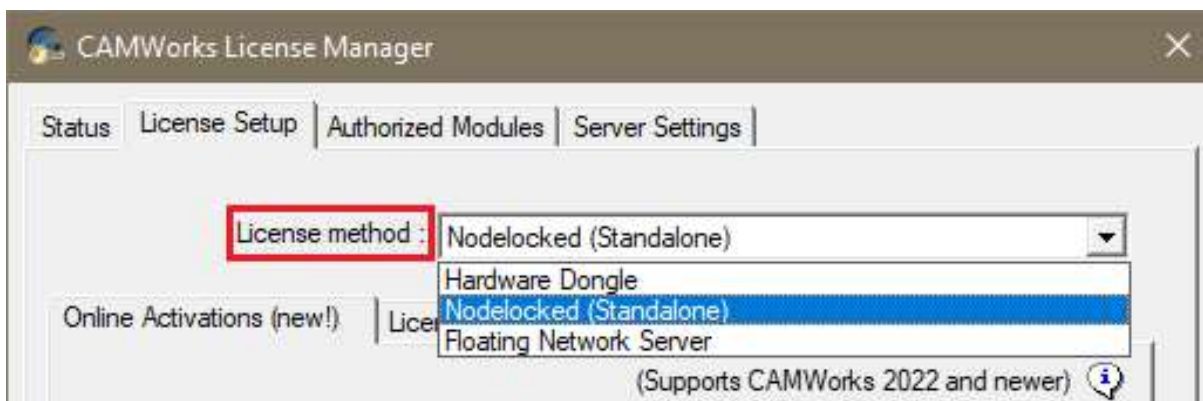 CAMWorks License Manager
Status License Setup Authorized Modules Server Settings
License method : Nodelocked (Standalone)
Hardware Dongle
Nodelocked (Standalone)
Floating Network Server
Online Activations (new!)
(Supports CAMWorks 2022 and newer)